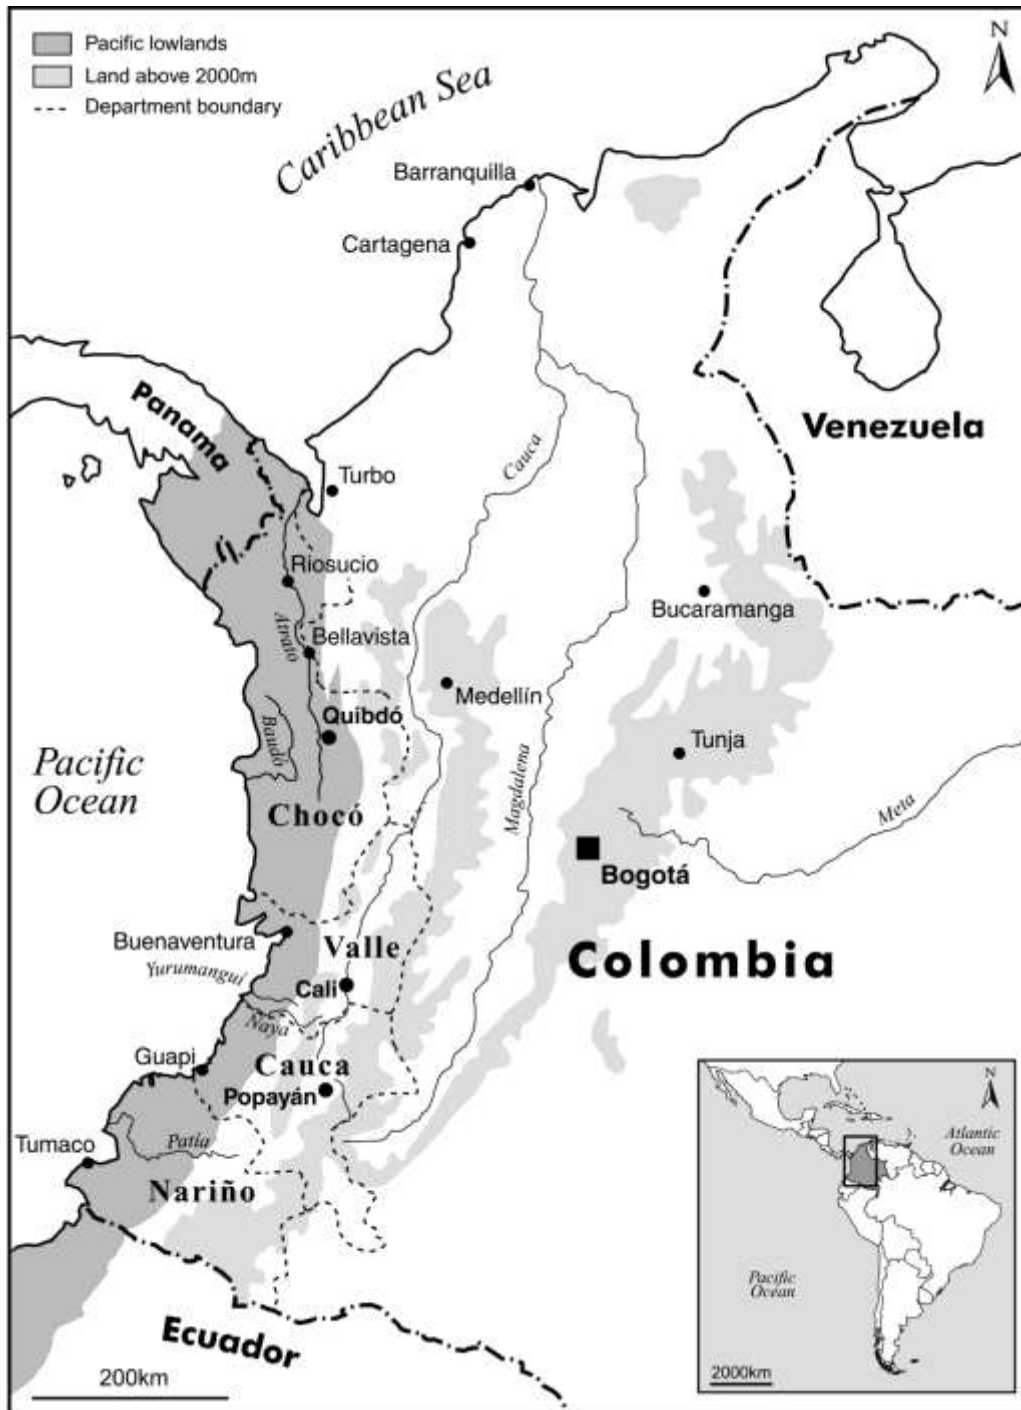 Pacific lowlands
Land above 2000m
Department boundary
N
Caribbean Sea
Barranquilla
Cartagena
Panama
Venezuela
Cauca
Turbo
Riosucio
Bucaramanga
Atrato
Bellavista
Medellín
Quibdó
Baudó
Tunja
Pacific
Ocean
Magdalena
Chocó
Meta
Bogotá
Buenaventura
Valle
Colombia
Yurumanguí
Cali
Naya
Guapi
Cauca
Popayán
Tumaco
Patía
Nariño
Ecuador
200km
N
Atlantic
Ocean
Pacific
Ocean
2000km